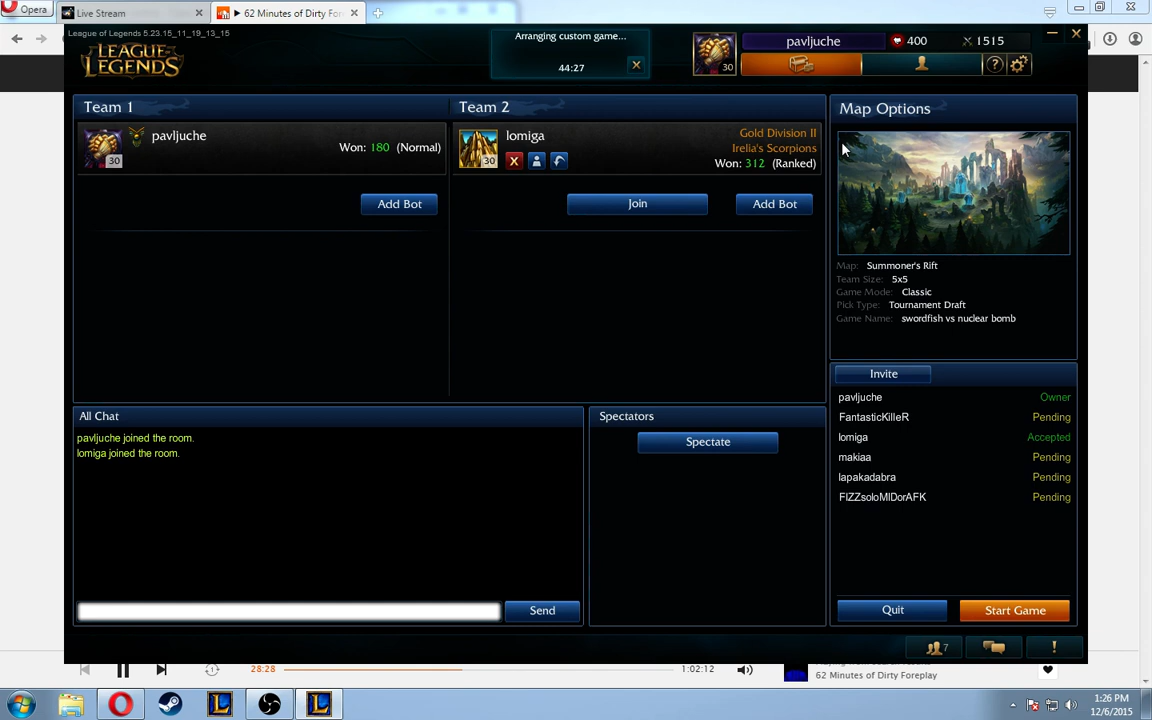 Opera
Live Stream
62 Minutes of Dirty For
League of Legends 5.23.15_11_19_13_15
LEAGUE
OF
LEGENDS
Arranging custom game...
44:27
30
pavljuche
400
1515
Team 1
Team 2
Map Options
30
pavljuche
Won: 180 (Normal)
30
lomiga
Gold Division II
Irelia's Scorpions
Won: 312 (Ranked)
Add Bot
Join
Add Bot
Map: Summoner's Rift
Team Size: 5x5
Game Mode: Classic
Pick Type: Tournament Draft
Game Name: swordfish vs nuclear bomb
Invite
pavljuche Owner
FantasticKilleR Pending
lomiga Accepted
makiaa Pending
lapakadabra Pending
FIZZsoloMIDorAFK Pending
All Chat
pavljuche joined the room.
lomiga joined the room.
Spectators
Spectate
Send
Quit
Start Game
7
28:28
1:02:12
62 Minutes of Dirty Foreplay
1:26 PM
12/6/2015